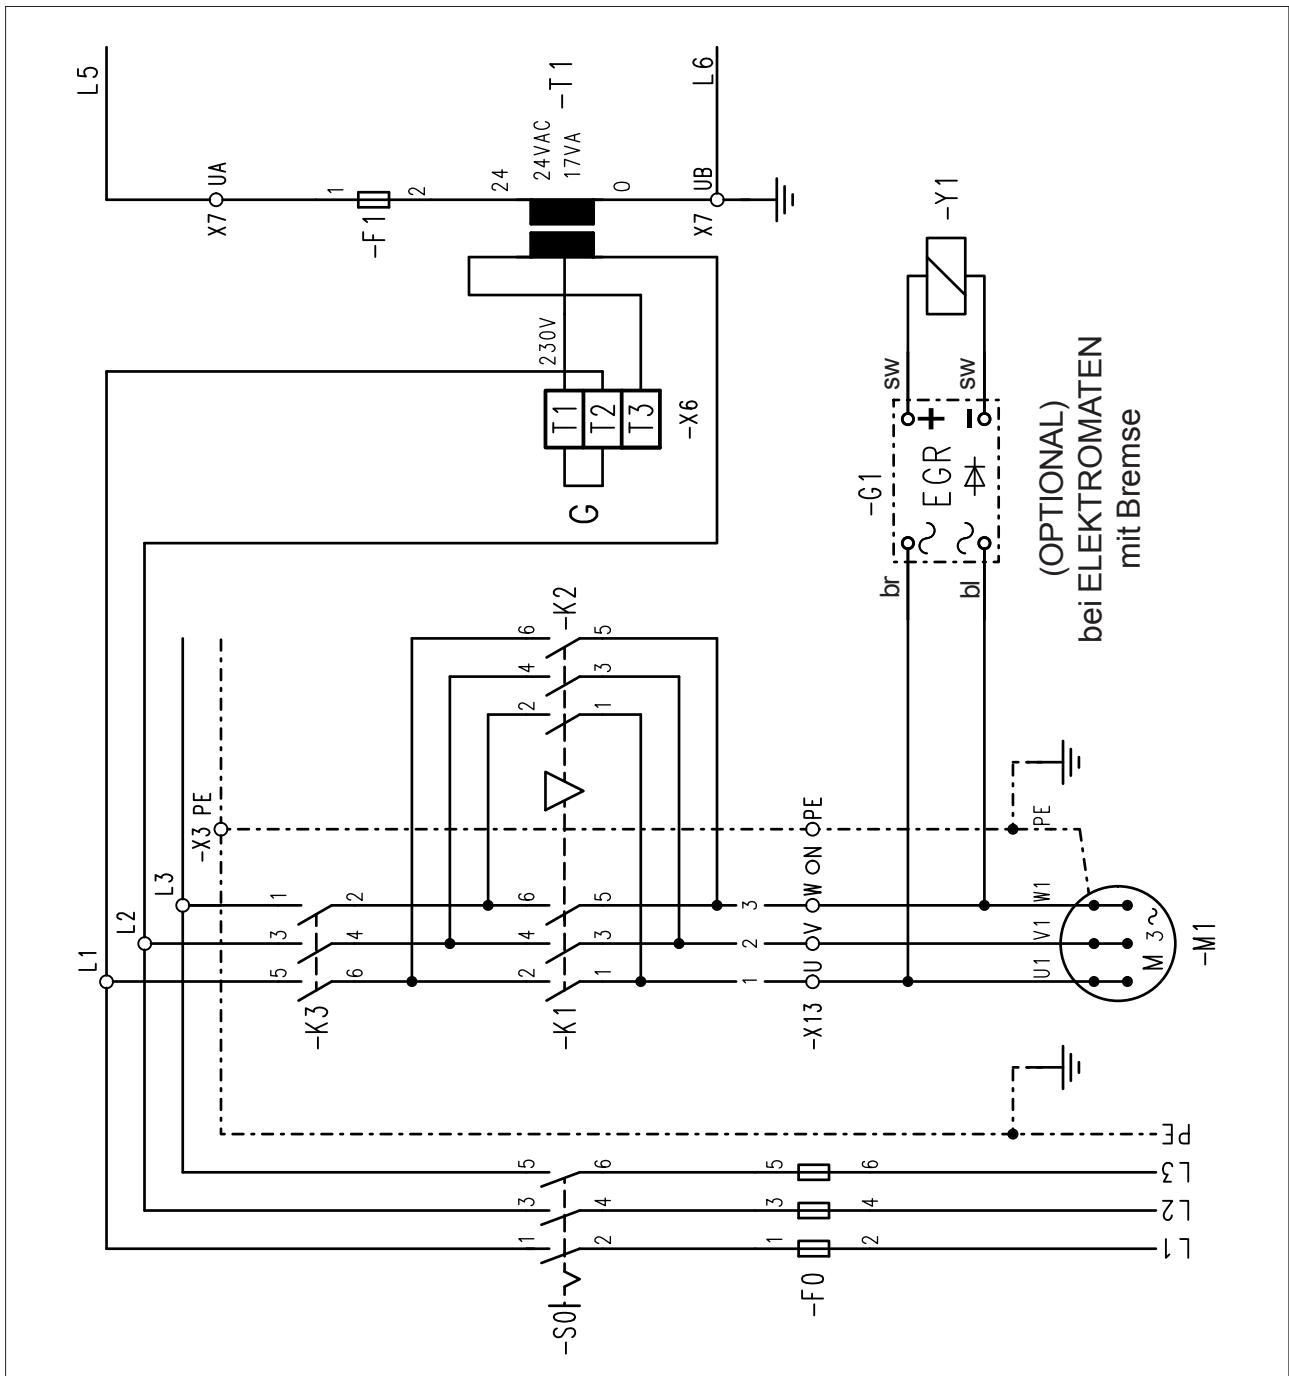 L1
L2
L3
PE
-F0
1
2
3
4
5
6
-S0
1
2
3
4
5
6
L1
L2
L3
-X3 PE
-K3
5
6
3
4
1
2
-K1
2
1
4
3
6
5
-K2
2
1
4
3
6
5
1
2
3
-X13
U
V
W
ON
PE
U1
V1
W1
PE
M 3~
-M1
L5
X7
UA
-F1
1
2
24
24VAC
17VA
-T1
0
X7
UB
L6
230V
T1
T2
T3
-X6
G
-G1
br
bl
~
~
EGR
+
-
sw
sw
-Y1
(OPTIONAL)
bei ELEKTROMATEN
mit Bremse